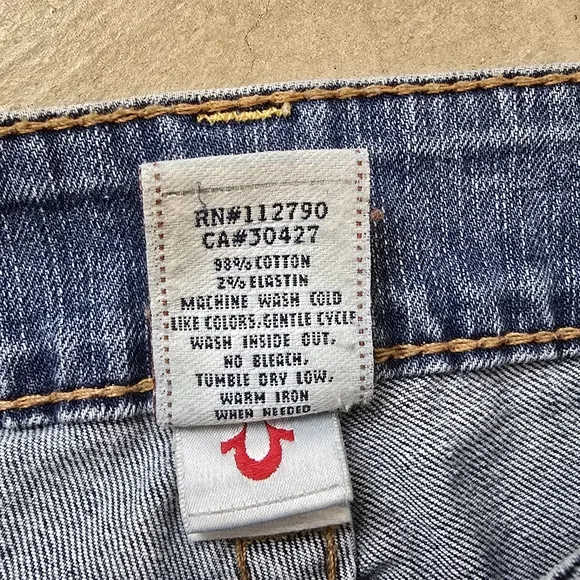 RN#112790
CA#30427
98% COTTON
2% ELASTIN
MACHINE WASH COLD
LIKE COLORS, GENTLE CYCLE
WASH INSIDE OUT,
NO BLEACH,
TUMBLE DRY LOW,
WARM IRON
WHEN NEEDED.